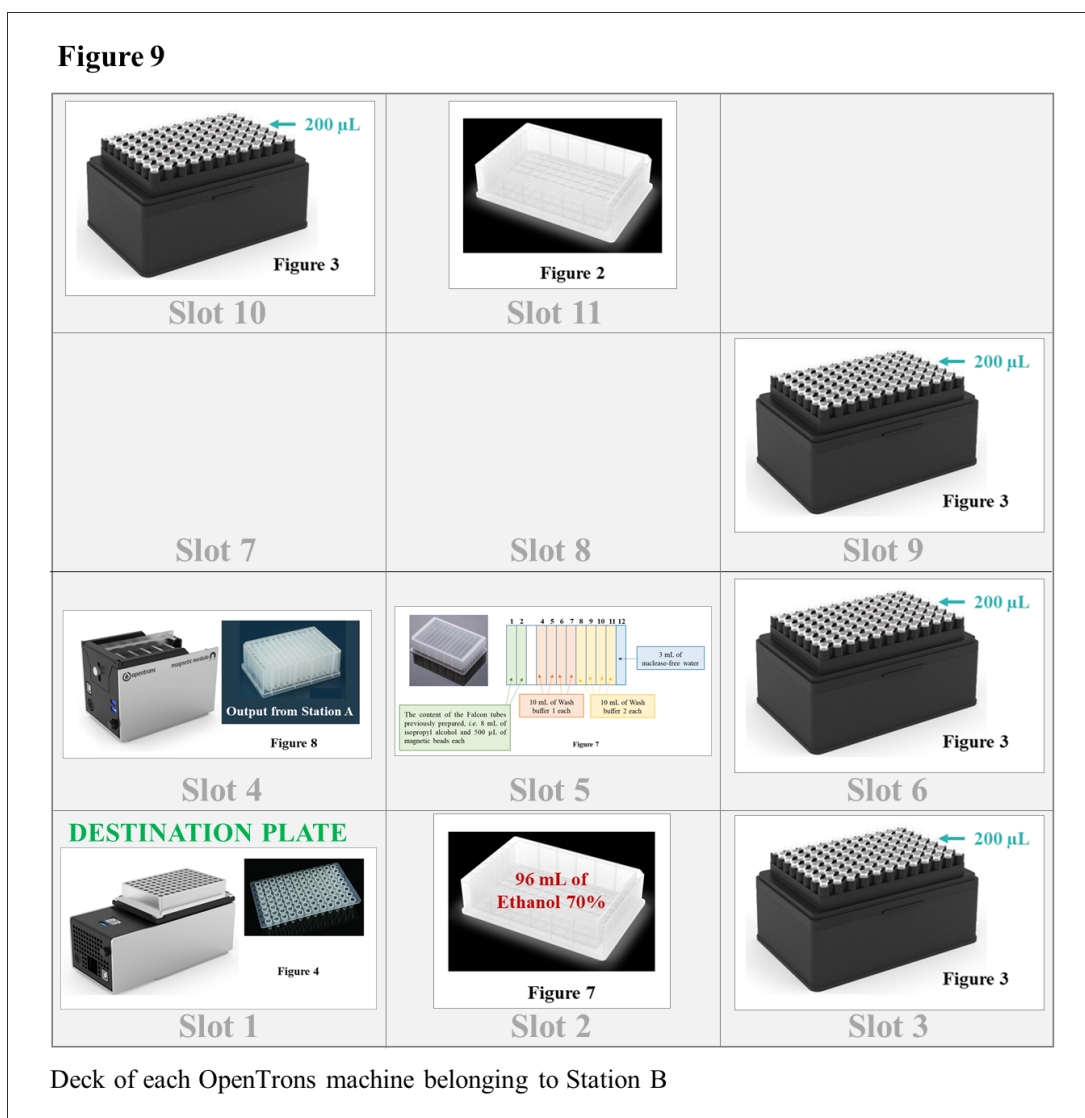 Figure 9
200 µL
Figure 3
Slot 10
Figure 2
Slot 11
Slot 7
Slot 8
200 µL
Figure 3
Slot 9
opentrons
magnetic module
Output from Station A
Figure 8
Slot 4
1 2 4 5 6 7 8 9 10 11 12
3 mL of
nuclease-free water
10 mL of Wash
buffer 1 each
10 mL of Wash
buffer 2 each
The content of the Falcon tubes
previously prepared, i.e. 8 mL of
isopropyl alcohol and 500 µL of
magnetic beads each
Figure 7
Slot 5
200 µL
Figure 3
Slot 6
DESTINATION PLATE
Figure 4
Slot 1
96 mL of
Ethanol 70%
Figure 7
Slot 2
200 µL
Figure 3
Slot 3
Deck of each OpenTrons machine belonging to Station B